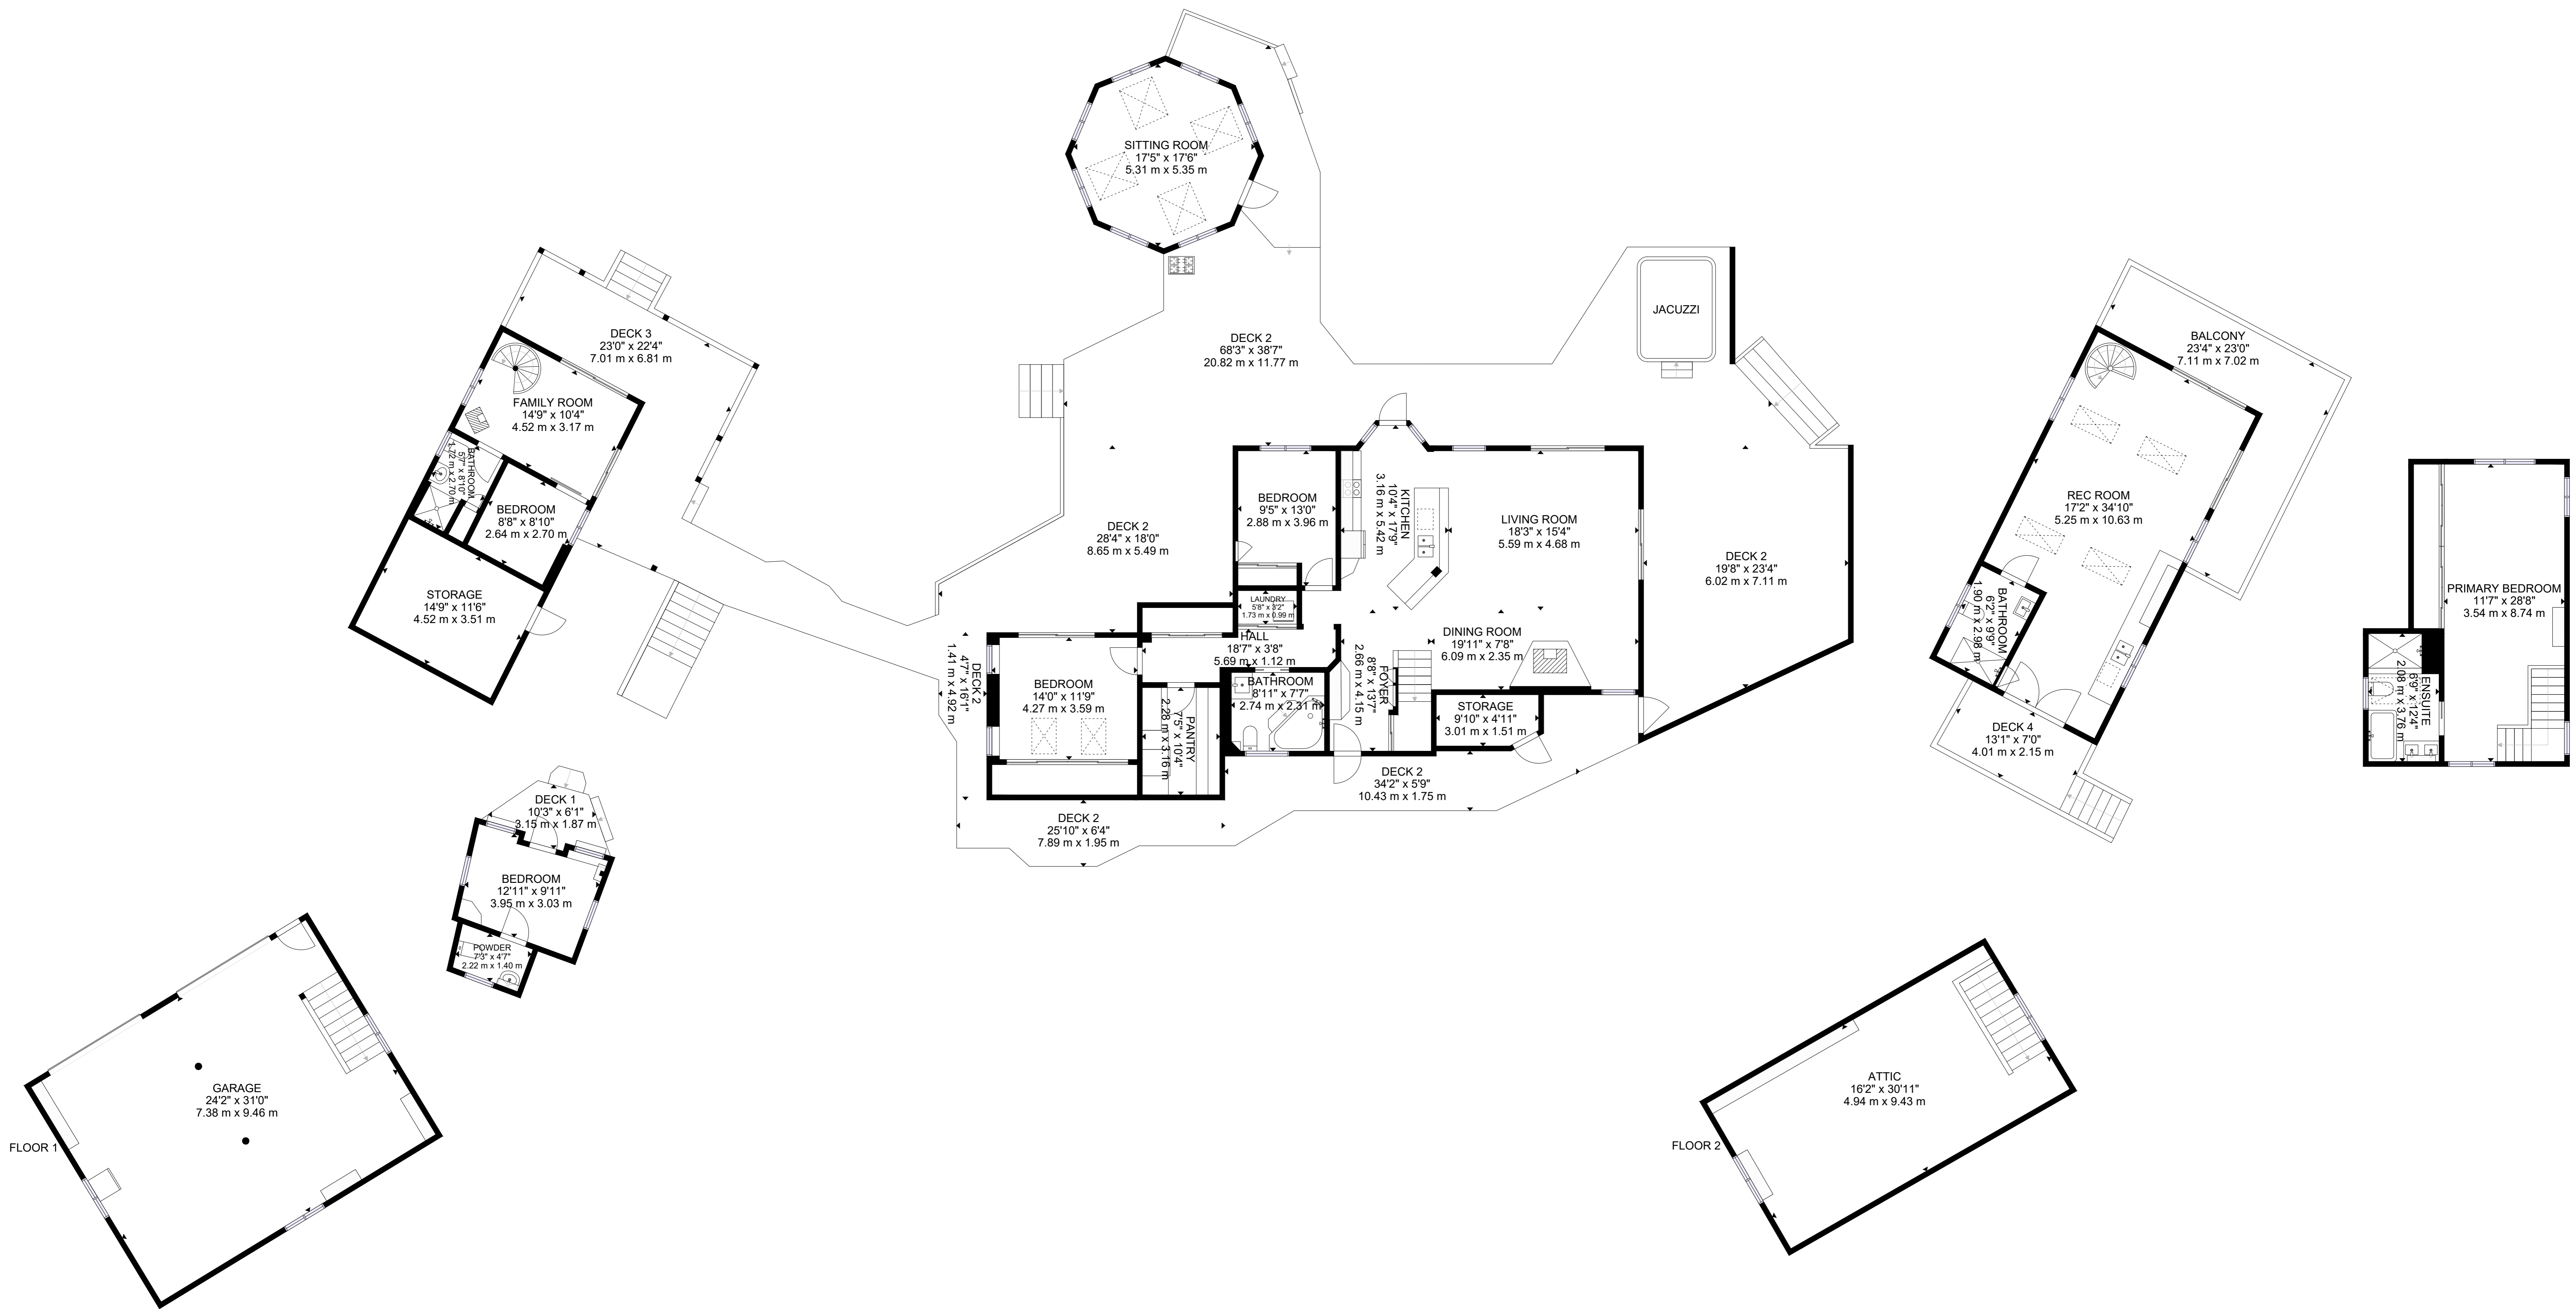 SITTING ROOM
17'5" x 17'6"
5.31 m x 5.35 m
DECK 3
23'0" x 22'4"
7.01 m x 6.81 m
FAMILY ROOM
14'9" x 10'4"
4.52 m x 3.17 m
BATHROOM
5'7" x 8'10"
1.72 m x 2.70 m
BEDROOM
8'8" x 8'10"
2.64 m x 2.70 m
STORAGE
14'9" x 11'6"
4.52 m x 3.51 m
DECK 2
68'3" x 38'7"
20.82 m x 11.77 m
JACUZZI
DECK 2
28'4" x 18'0"
8.65 m x 5.49 m
BEDROOM
9'5" x 13'0"
2.88 m x 3.96 m
KITCHEN
10'4" x 17'9"
3.16 m x 5.42 m
LIVING ROOM
18'3" x 15'4"
5.59 m x 4.68 m
DECK 2
19'8" x 23'4"
6.02 m x 7.11 m
LAUNDRY
5'8" x 3'2"
1.73 m x 0.99 m
HALL
18'7" x 3'8"
5.69 m x 1.12 m
DINING ROOM
19'11" x 7'8"
6.09 m x 2.35 m
DECK 2
4'7" x 16'1"
1.41 m x 4.92 m
BEDROOM
14'0" x 11'9"
4.27 m x 3.59 m
PANTRY
7'5" x 10'4"
2.28 m x 3.16 m
BATHROOM
8'11" x 7'7"
2.74 m x 2.31 m
FOYER
8'8" x 13'7"
2.66 m x 4.15 m
STORAGE
9'10" x 4'11"
3.01 m x 1.51 m
DECK 2
34'2" x 5'9"
10.43 m x 1.75 m
DECK 2
25'10" x 6'4"
7.89 m x 1.95 m
BALCONY
23'4" x 23'0"
7.11 m x 7.02 m
REC ROOM
17'2" x 34'10"
5.25 m x 10.63 m
BATHROOM
6'2" x 9'9"
1.90 m x 2.98 m
DECK 4
13'1" x 7'0"
4.01 m x 2.15 m
PRIMARY BEDROOM
11'7" x 28'8"
3.54 m x 8.74 m
ENSUITE
6'9" x 12'4"
2.08 m x 3.76 m
DECK 1
10'3" x 6'1"
3.15 m x 1.87 m
BEDROOM
12'11" x 9'11"
3.95 m x 3.03 m
POWDER
7'3" x 4'7"
2.22 m x 1.40 m
GARAGE
24'2" x 31'0"
7.38 m x 9.46 m
FLOOR 1
ATTIC
16'2" x 30'11"
4.94 m x 9.43 m
FLOOR 2